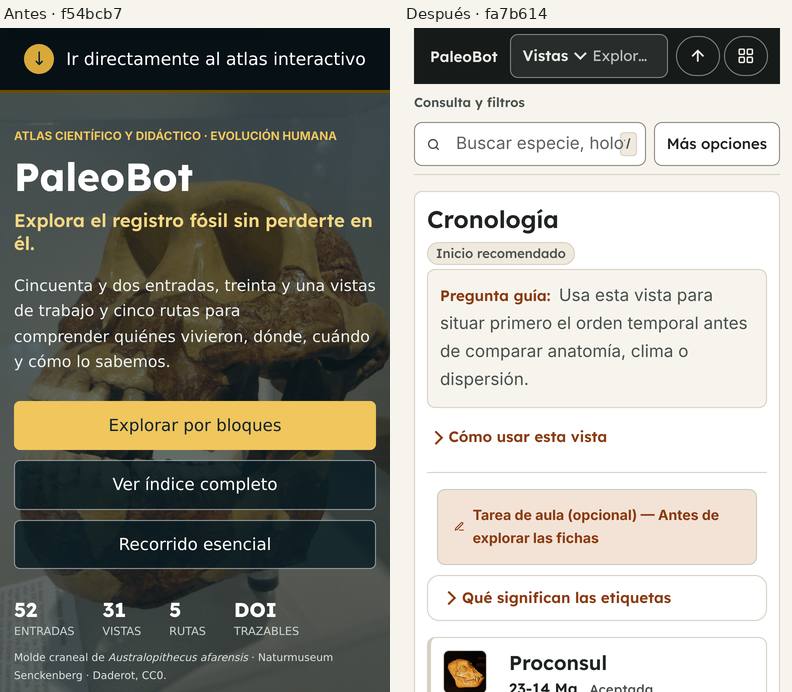 Antes · f54bcb7
↓ Ir directamente al atlas interactivo
ATLAS CIENTÍFICO Y DIDÁCTICO · EVOLUCIÓN HUMANA
PaleoBot
Explora el registro fósil sin perderte en
él.
Cincuenta y dos entradas, treinta y una vistas
de trabajo y cinco rutas para
comprender quiénes vivieron, dónde, cuándo
y cómo lo sabemos.
Explorar por bloques
Ver índice completo
Recorrido esencial
52 31 5 DOI
ENTRADAS VISTAS RUTAS TRAZABLES
Molde craneal de Australopithecus afarensis · Naturmuseum
Senckenberg · Daderot, CC0.
Después · fa7b614
PaleoBot Vistas Explor...
Consulta y filtros
Buscar especie, holo / Más opciones
Cronología
Inicio recomendado
Pregunta guía: Usa esta vista para
situar primero el orden temporal antes
de comparar anatomía, clima o
dispersión.
Cómo usar esta vista
Tarea de aula (opcional) — Antes de
explorar las fichas
Qué significan las etiquetas
Proconsul
23-14 Ma Aceptada